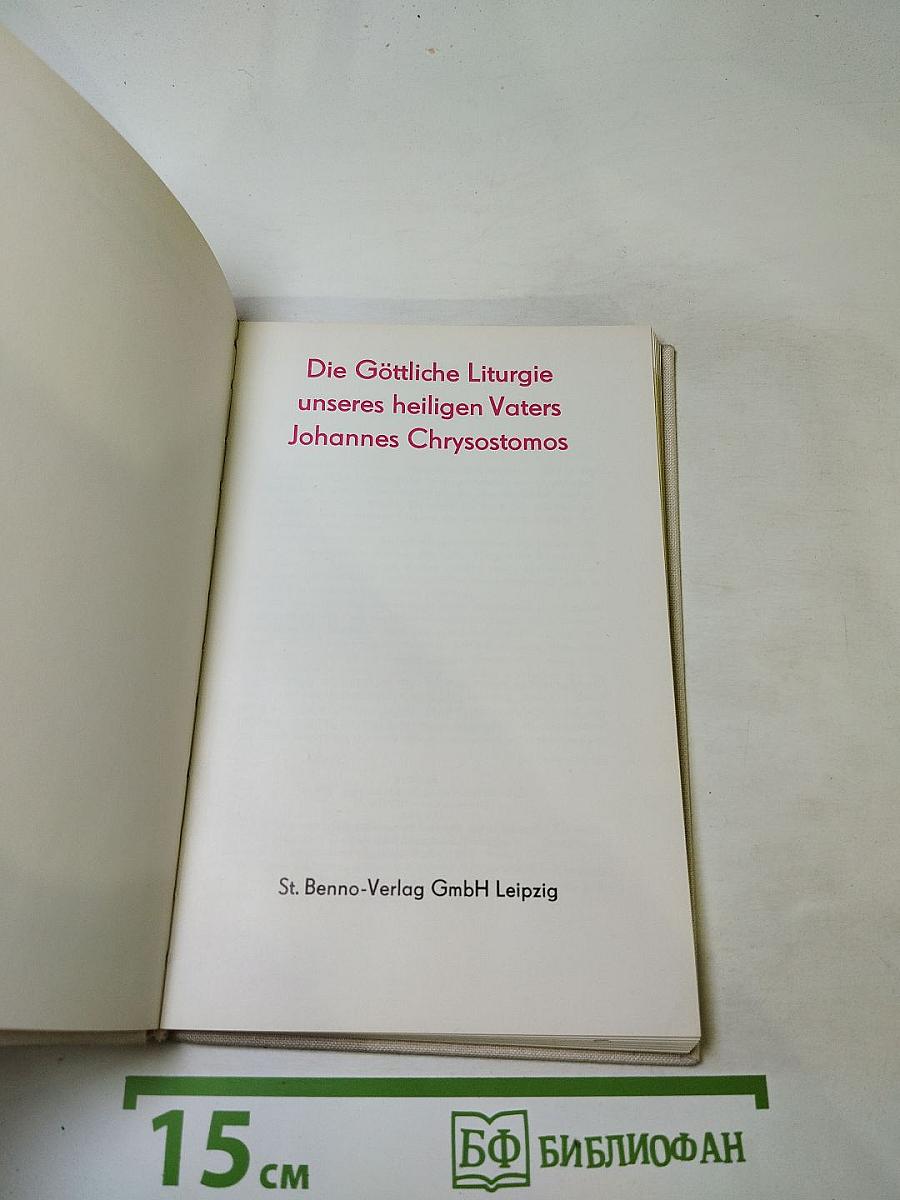 Die Göttliche Liturgie
unseres heiligen Vaters
Johannes Chrysostomos
St. Benno-Verlag GmbH Leipzig
15 см
БФ БИБЛИОФАН